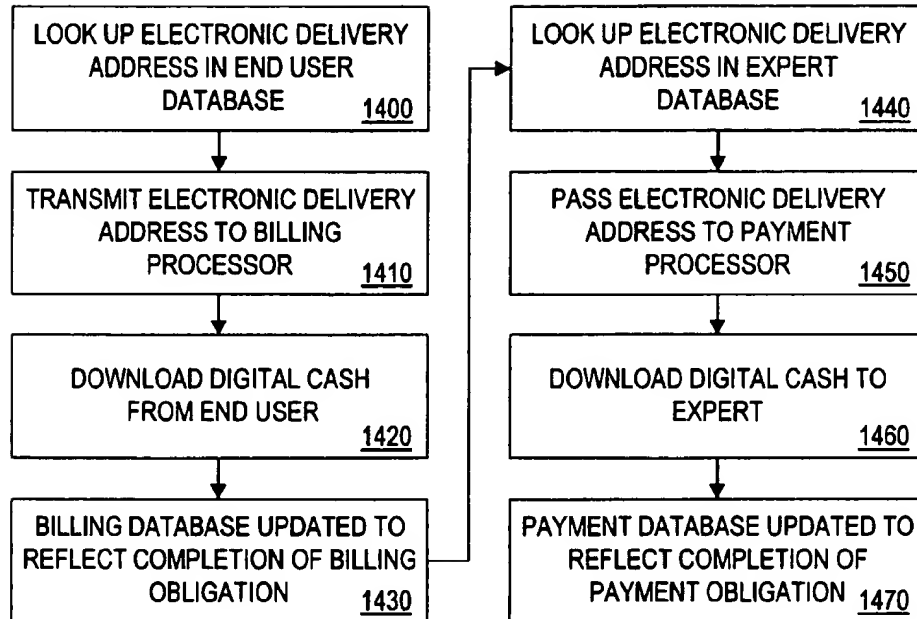 LOOK UP ELECTRONIC DELIVERY
ADDRESS IN END USER
DATABASE
1400
TRANSMIT ELECTRONIC DELIVERY
ADDRESS TO BILLING
PROCESSOR
1410
DOWNLOAD DIGITAL CASH
FROM END USER
1420
BILLING DATABASE UPDATED TO
REFLECT COMPLETION OF BILLING
OBLIGATION
1430
LOOK UP ELECTRONIC DELIVERY
ADDRESS IN EXPERT
DATABASE
1440
PASS ELECTRONIC DELIVERY
ADDRESS TO PAYMENT
PROCESSOR
1450
DOWNLOAD DIGITAL CASH TO
EXPERT
1460
PAYMENT DATABASE UPDATED TO
REFLECT COMPLETION OF
PAYMENT OBLIGATION
1470